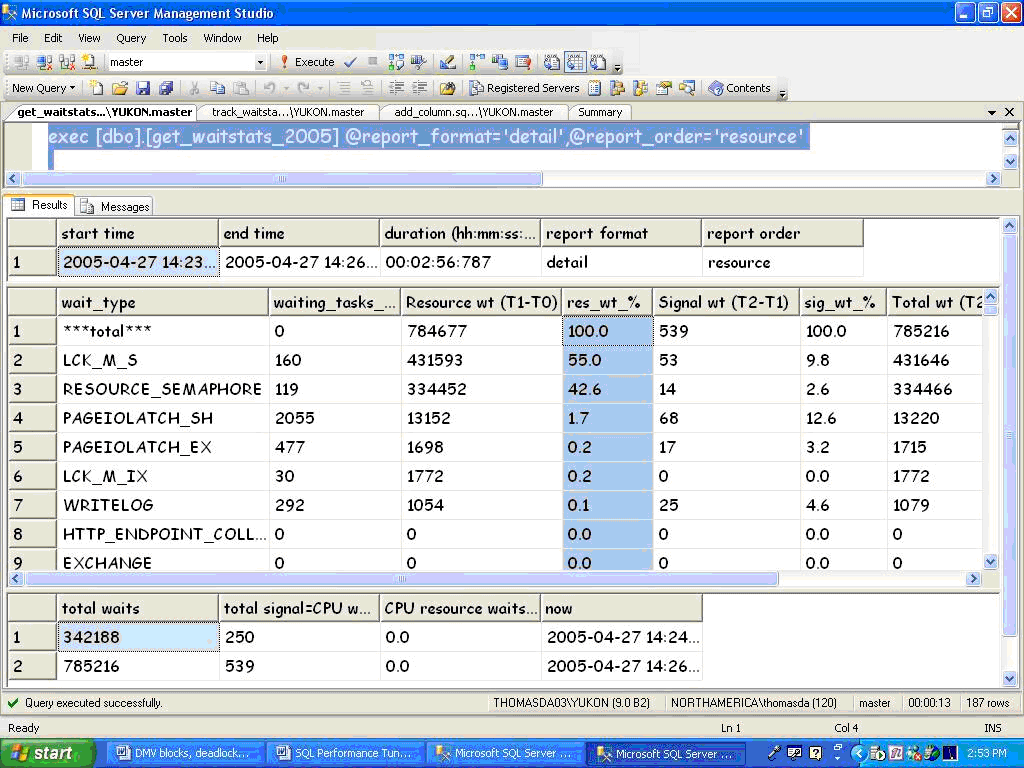 Microsoft SQL Server Management Studio
File Edit View Query Tools Window Help
master Execute
New Query Registered Servers Contents
get_waitstats...\YUKON.master track_waitsta...\YUKON.master add_column.sq...\YUKON.master Summary
exec [dbo].[get_waitstats_2005] @report_format='detail',@report_order='resource'
Results Messages
start time end time duration (hh:mm:ss:... report format report order
1 2005-04-27 14:23... 2005-04-27 14:26... 00:02:56:787 detail resource
wait_type waiting_tasks_... Resource wt (T1-T0) res_wt_% Signal wt (T2-T1) sig_wt_% Total wt (T2
1 ***total*** 0 784677 100.0 539 100.0 785216
2 LCK_M_S 160 431593 55.0 53 9.8 431646
3 RESOURCE_SEMAPHORE 119 334452 42.6 14 2.6 334466
4 PAGEIOLATCH_SH 2055 13152 1.7 68 12.6 13220
5 PAGEIOLATCH_EX 477 1698 0.2 17 3.2 1715
6 LCK_M_IX 30 1772 0.2 0 0.0 1772
7 WRITELOG 292 1054 0.1 25 4.6 1079
8 HTTP_ENDPOINT_COLL... 0 0 0.0 0 0.0 0
9 EXCHANGE 0 0 0.0 0 0.0 0
total waits total signal=CPU w... CPU resource waits... now
1 342188 250 0.0 2005-04-27 14:24...
2 785216 539 0.0 2005-04-27 14:26...
Query executed successfully. THOMASDA03\YUKON (9.0 B2) NORTHAMERICA\thomasda (120) master 00:00:13 187 rows
Ready Ln 1 Col 4 INS
start DMV blocks, deadlock... SQL Performance Tun... Microsoft SQL Server ... Microsoft SQL Server ... 2:53 PM